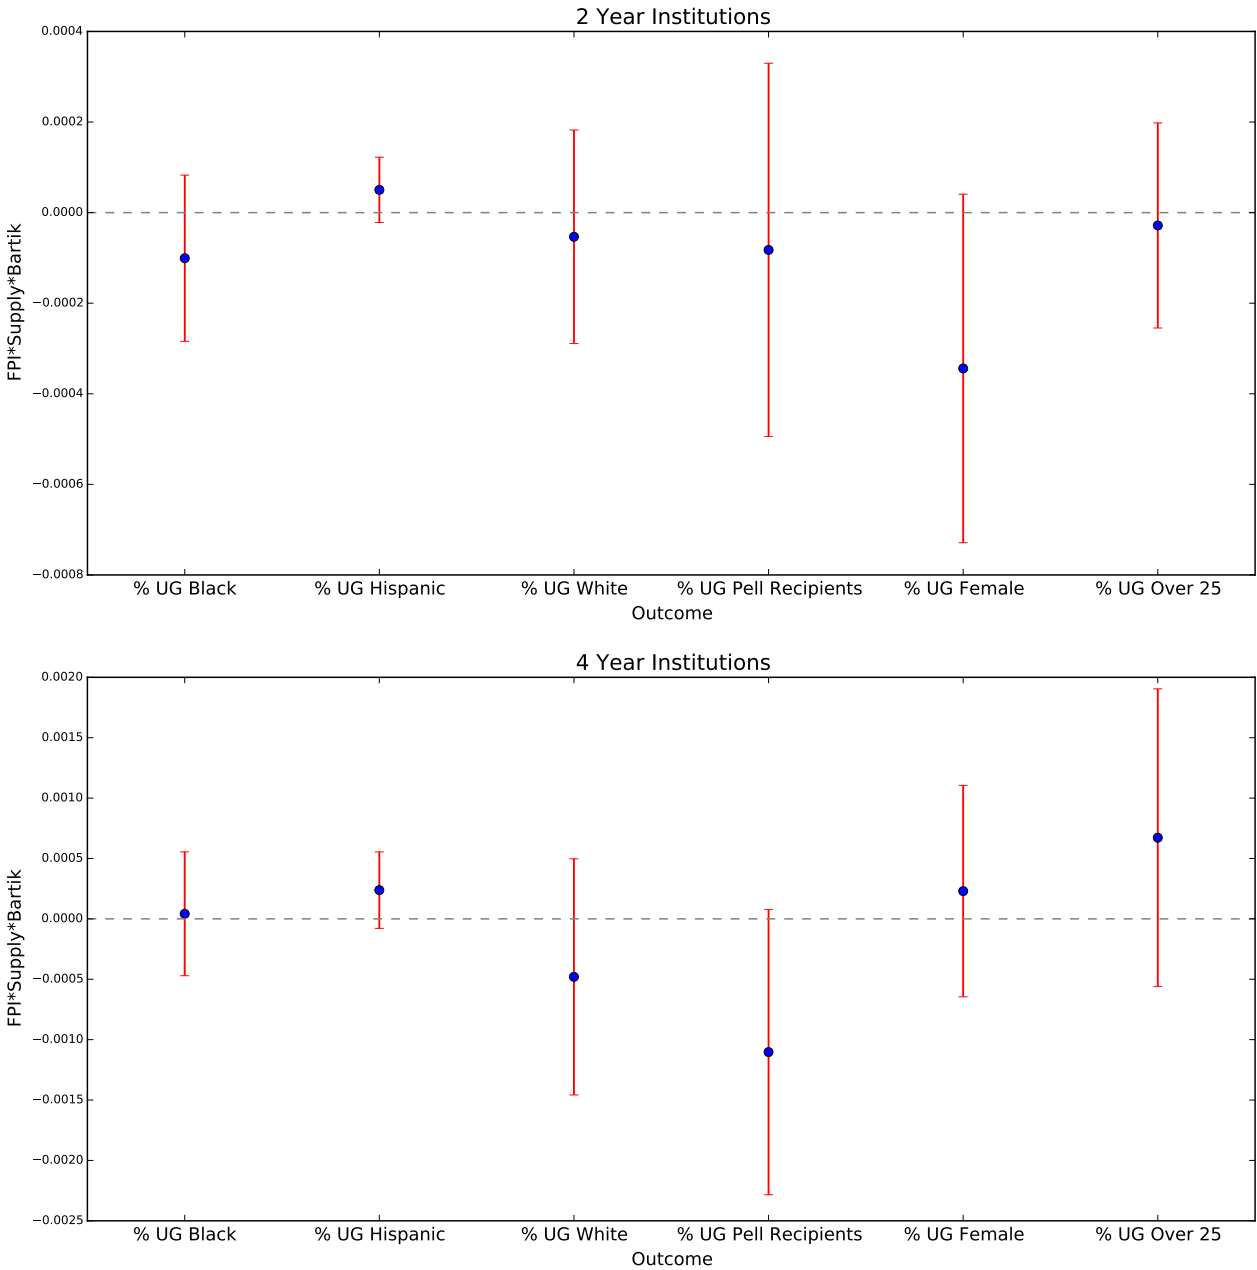 2 Year Institutions
0.0004
0.0002
0.0000
−0.0002
−0.0004
−0.0006
−0.0008
FPI*Supply*Bartik
% UG Black % UG Hispanic % UG White % UG Pell Recipients % UG Female % UG Over 25
Outcome
4 Year Institutions
0.0020
0.0015
0.0010
0.0005
0.0000
−0.0005
−0.0010
−0.0015
−0.0020
−0.0025
FPI*Supply*Bartik
% UG Black % UG Hispanic % UG White % UG Pell Recipients % UG Female % UG Over 25
Outcome